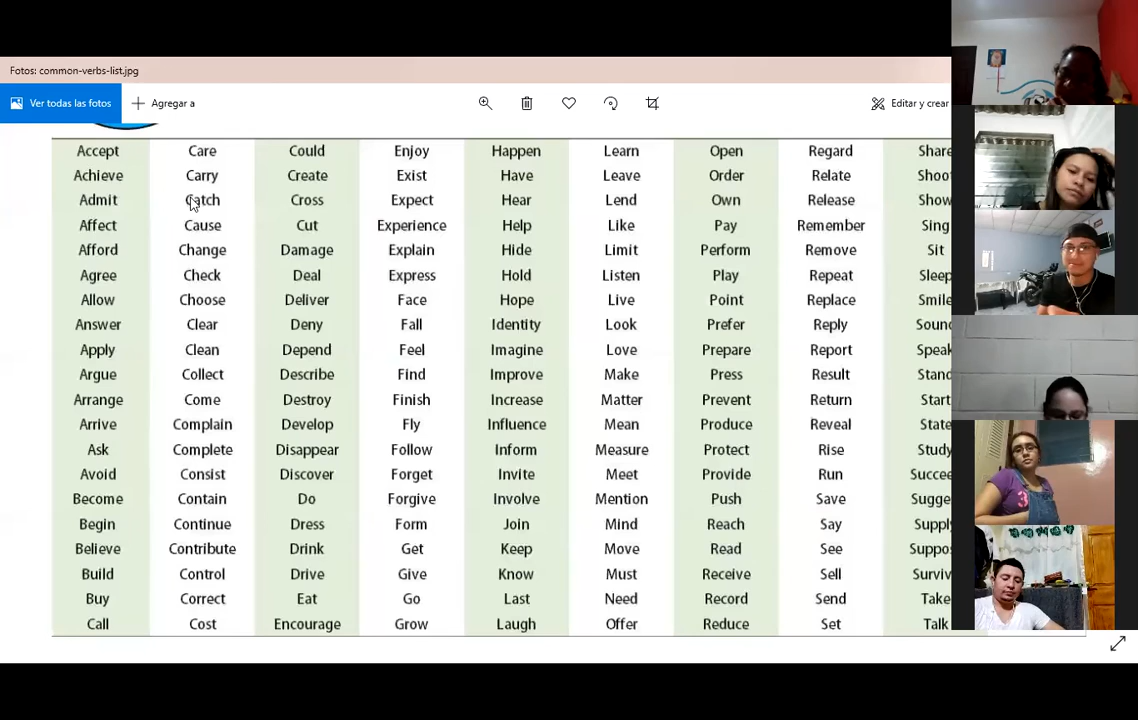 Fotos: common-verbs-list.jpg
Ver todas las fotos Agregar a Editar y crear
Accept Care Could Enjoy Happen Learn Open Regard Share
Achieve Carry Create Exist Have Leave Order Relate Shoo
Admit Catch Cross Expect Hear Lend Own Release Show
Affect Cause Cut Experience Help Like Pay Remember Sing
Afford Change Damage Explain Hide Limit Perform Remove Sit
Agree Check Deal Express Hold Listen Play Repeat Sleep
Allow Choose Deliver Face Hope Live Point Replace Smile
Answer Clear Deny Fall Identity Look Prefer Reply Soun
Apply Clean Depend Feel Imagine Love Prepare Report Speak
Argue Collect Describe Find Improve Make Press Result Stand
Arrange Come Destroy Finish Increase Matter Prevent Return Start
Arrive Complain Develop Fly Influence Mean Produce Reveal State
Ask Complete Disappear Follow Inform Measure Protect Rise Study
Avoid Consist Discover Forget Invite Meet Provide Run Succee
Become Contain Do Forgive Involve Mention Push Save Sugge
Begin Continue Dress Form Join Mind Reach Say Suppl
Believe Contribute Drink Get Keep Move Read See Suppo
Build Control Drive Give Know Must Receive Sell Surviv
Buy Correct Eat Go Last Need Record Send Take
Call Cost Encourage Grow Laugh Offer Reduce Set Talk